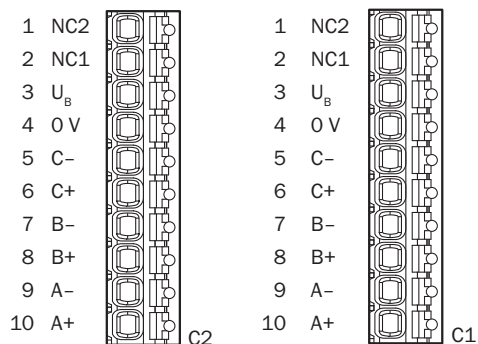 1 NC2
2 NC1
3 U_B
4 0 V
5 C–
6 C+
7 B–
8 B+
9 A–
10 A+
C2
1 NC2
2 NC1
3 U_B
4 0 V
5 C–
6 C+
7 B–
8 B+
9 A–
10 A+
C1